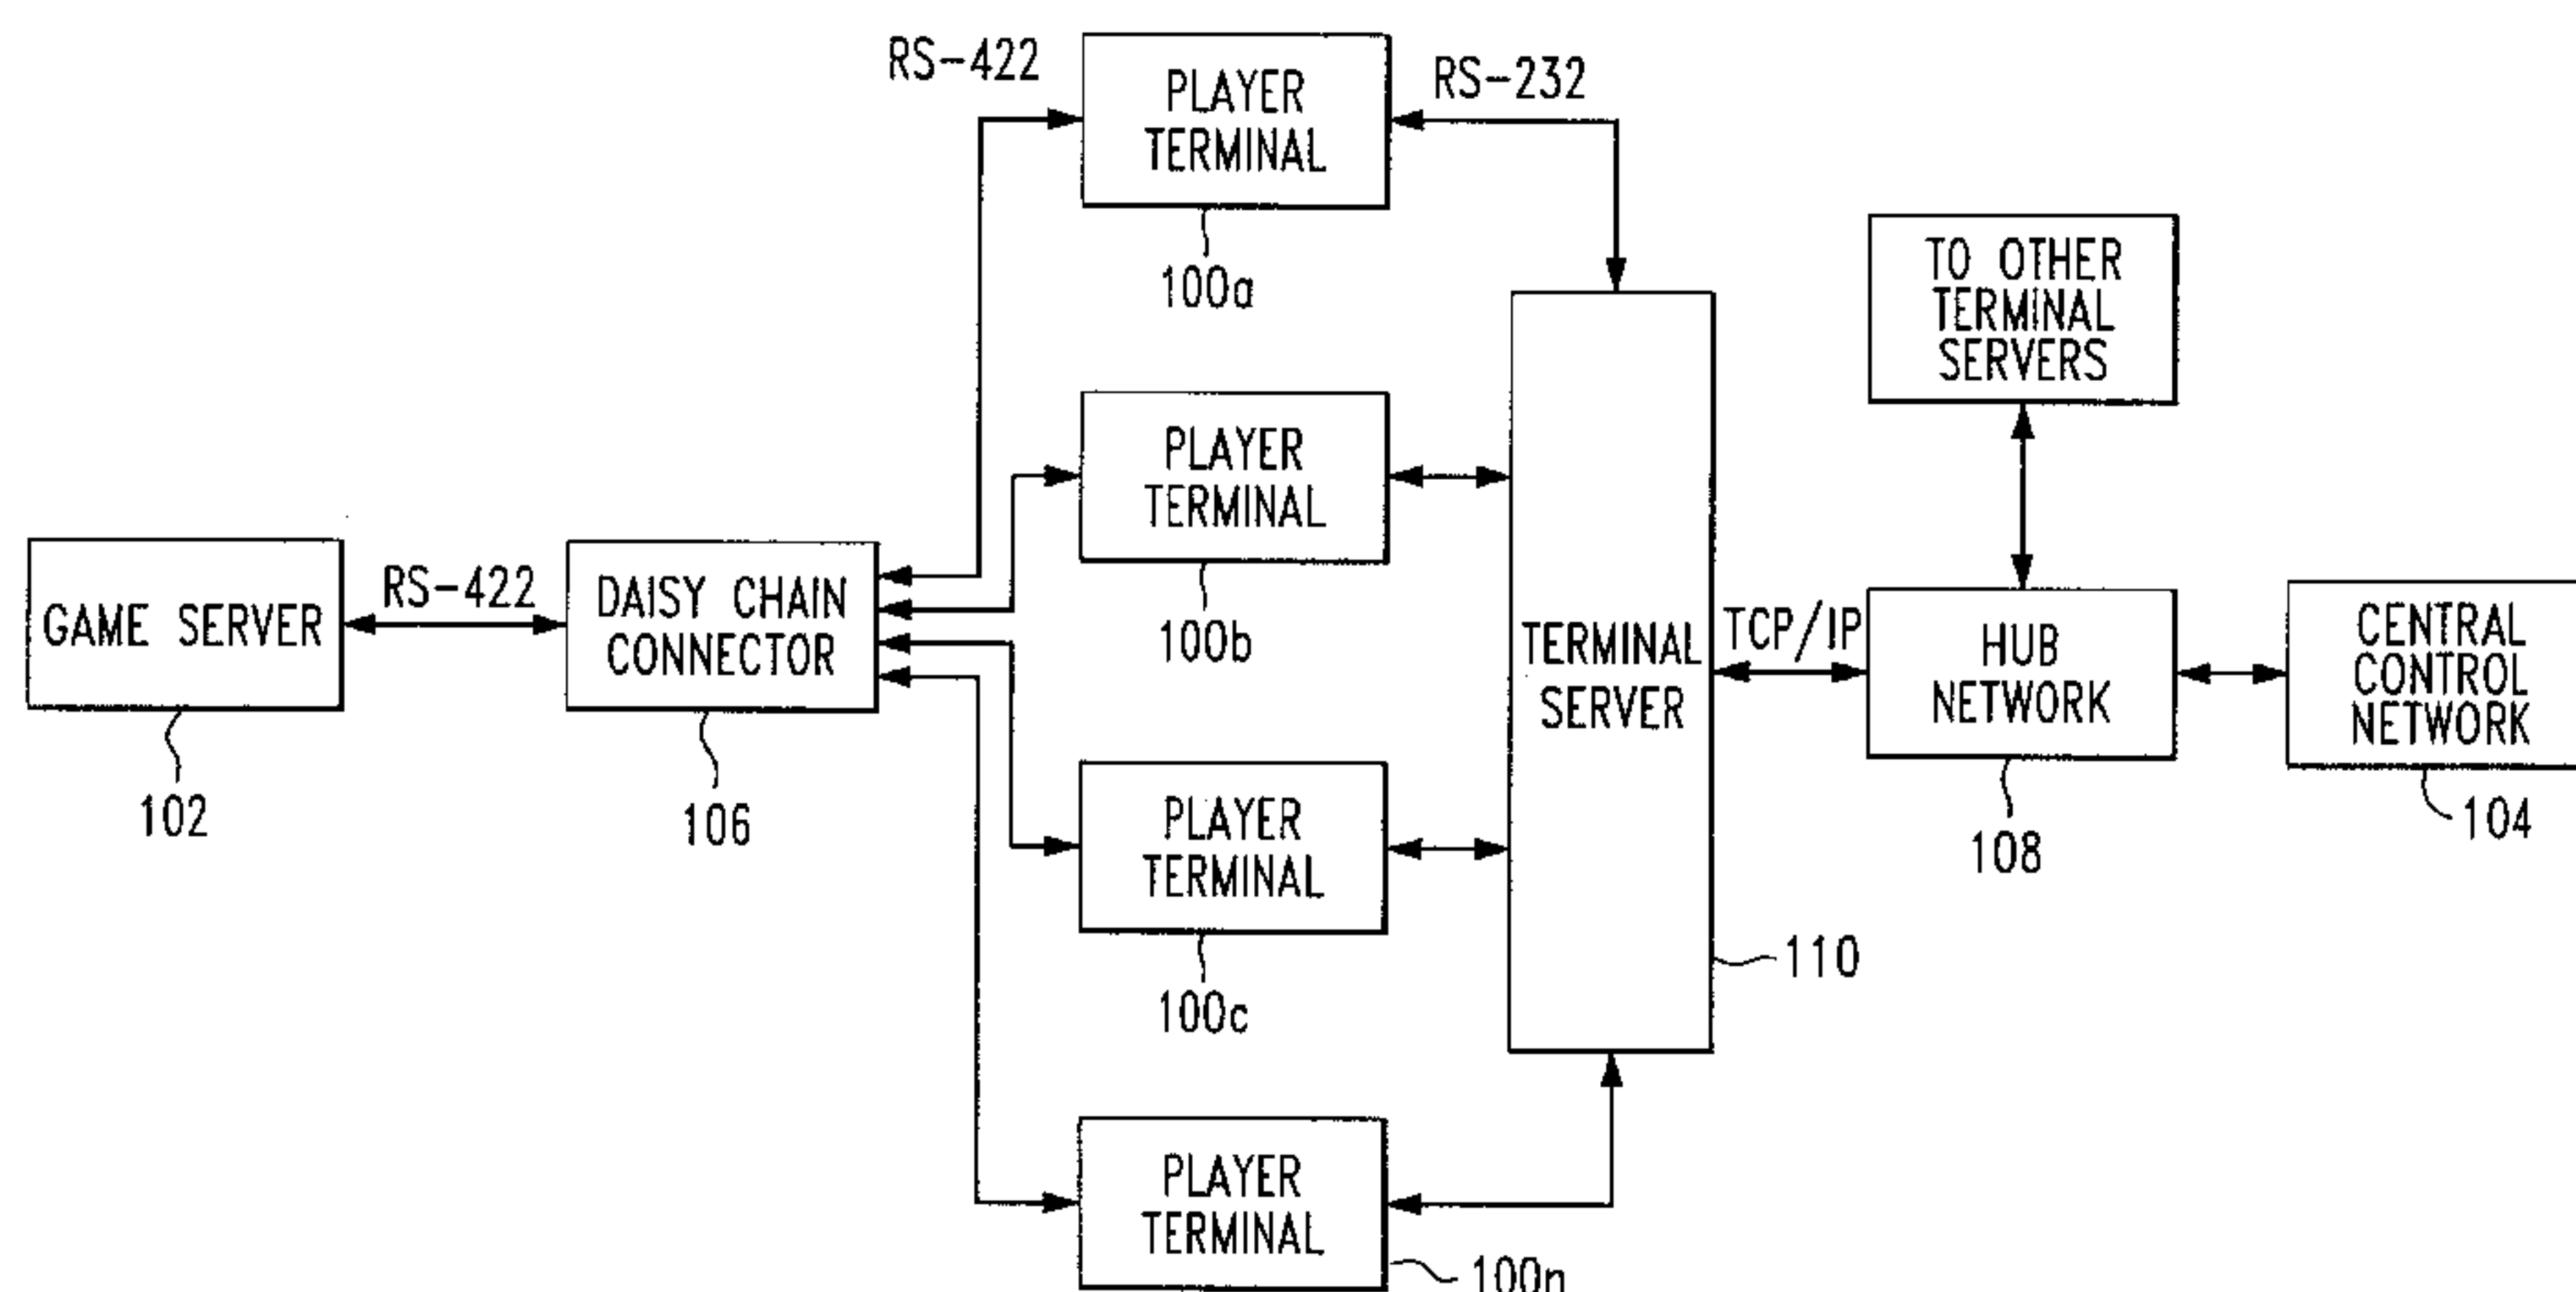 RS-422
PLAYER
TERMINAL
100a
RS-232
TO OTHER
TERMINAL
SERVERS
PLAYER
TERMINAL
100b
GAME SERVER
102
RS-422
DAISY CHAIN
CONNECTOR
106
TERMINAL
SERVER
110
TCP/IP
HUB
NETWORK
108
CENTRAL
CONTROL
NETWORK
104
PLAYER
TERMINAL
100c
PLAYER
TERMINAL
100n